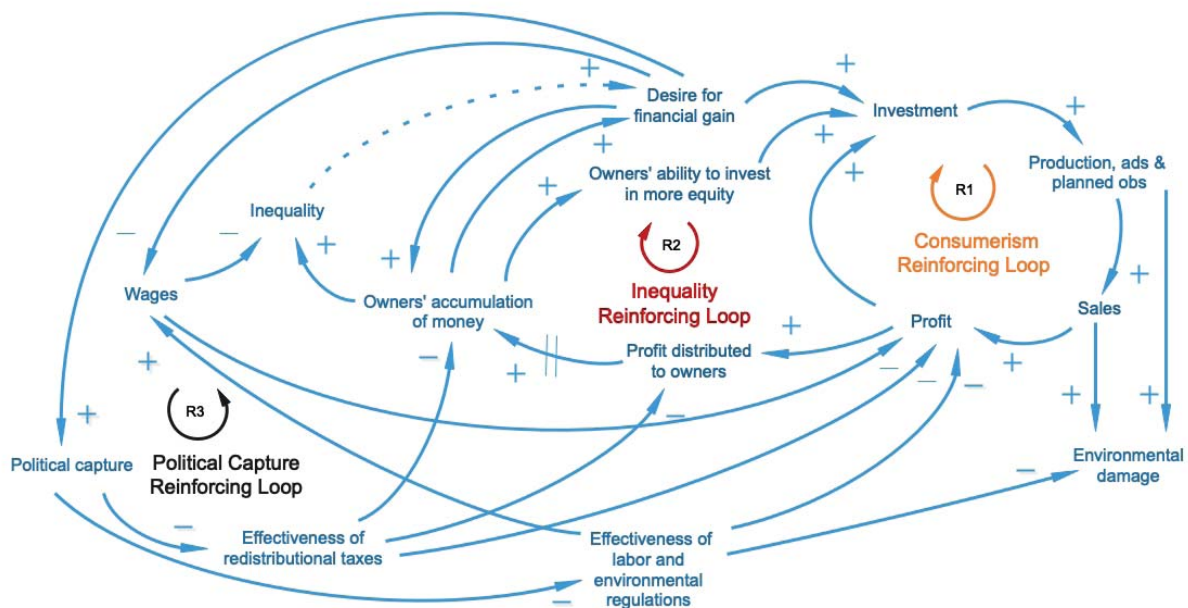 Desire for
financial gain
Investment
Production, ads &
planned obs
Owners' ability to invest
in more equity
Inequality
R1
Consumerism
Reinforcing Loop
R2
Inequality
Reinforcing Loop
Wages
Owners' accumulation
of money
Profit
Sales
Profit distributed
to owners
R3
Political Capture
Reinforcing Loop
Political capture
Environmental
damage
Effectiveness of
redistributional taxes
Effectiveness of
labor and
environmental
regulations